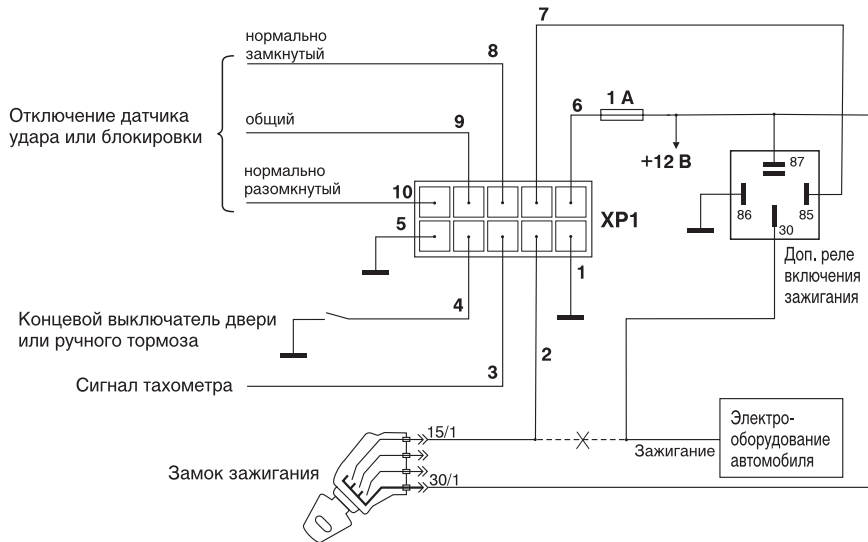 7
нормально
замкнутый
8
Отключение датчика
удара или блокировки
общий
9
6
1 А
+12 В
нормально
разомкнутый
10
5
XP1
87
86
85
30
Доп. реле
включения
зажигания
1
4
Концевой выключатель двери
или ручного тормоза
2
3
Сигнал тахометра
15/1
Зажигание
Электро-
оборудование
автомобиля
Замок зажигания
30/1